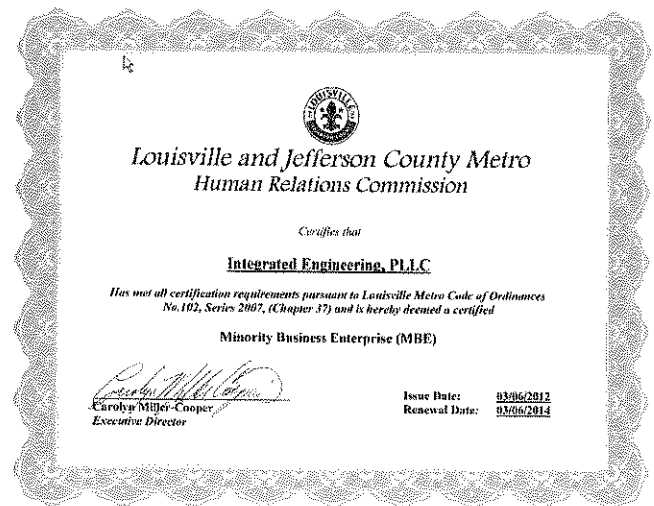 LOUISVILLE
Louisville and Jefferson County Metro
Human Relations Commission
Certifies that
Integrated Engineering, PLLC
Has met all certification requirements pursuant to Louisville Metro Code of Ordinances
No.102, Series 2007, (Chapter 37) and is hereby deemed a certified
Minority Business Enterprise (MBE)
Carolyn Miller-Cooper
Executive Director
Issue Date: 03/06/2012
Renewal Date: 03/06/2014